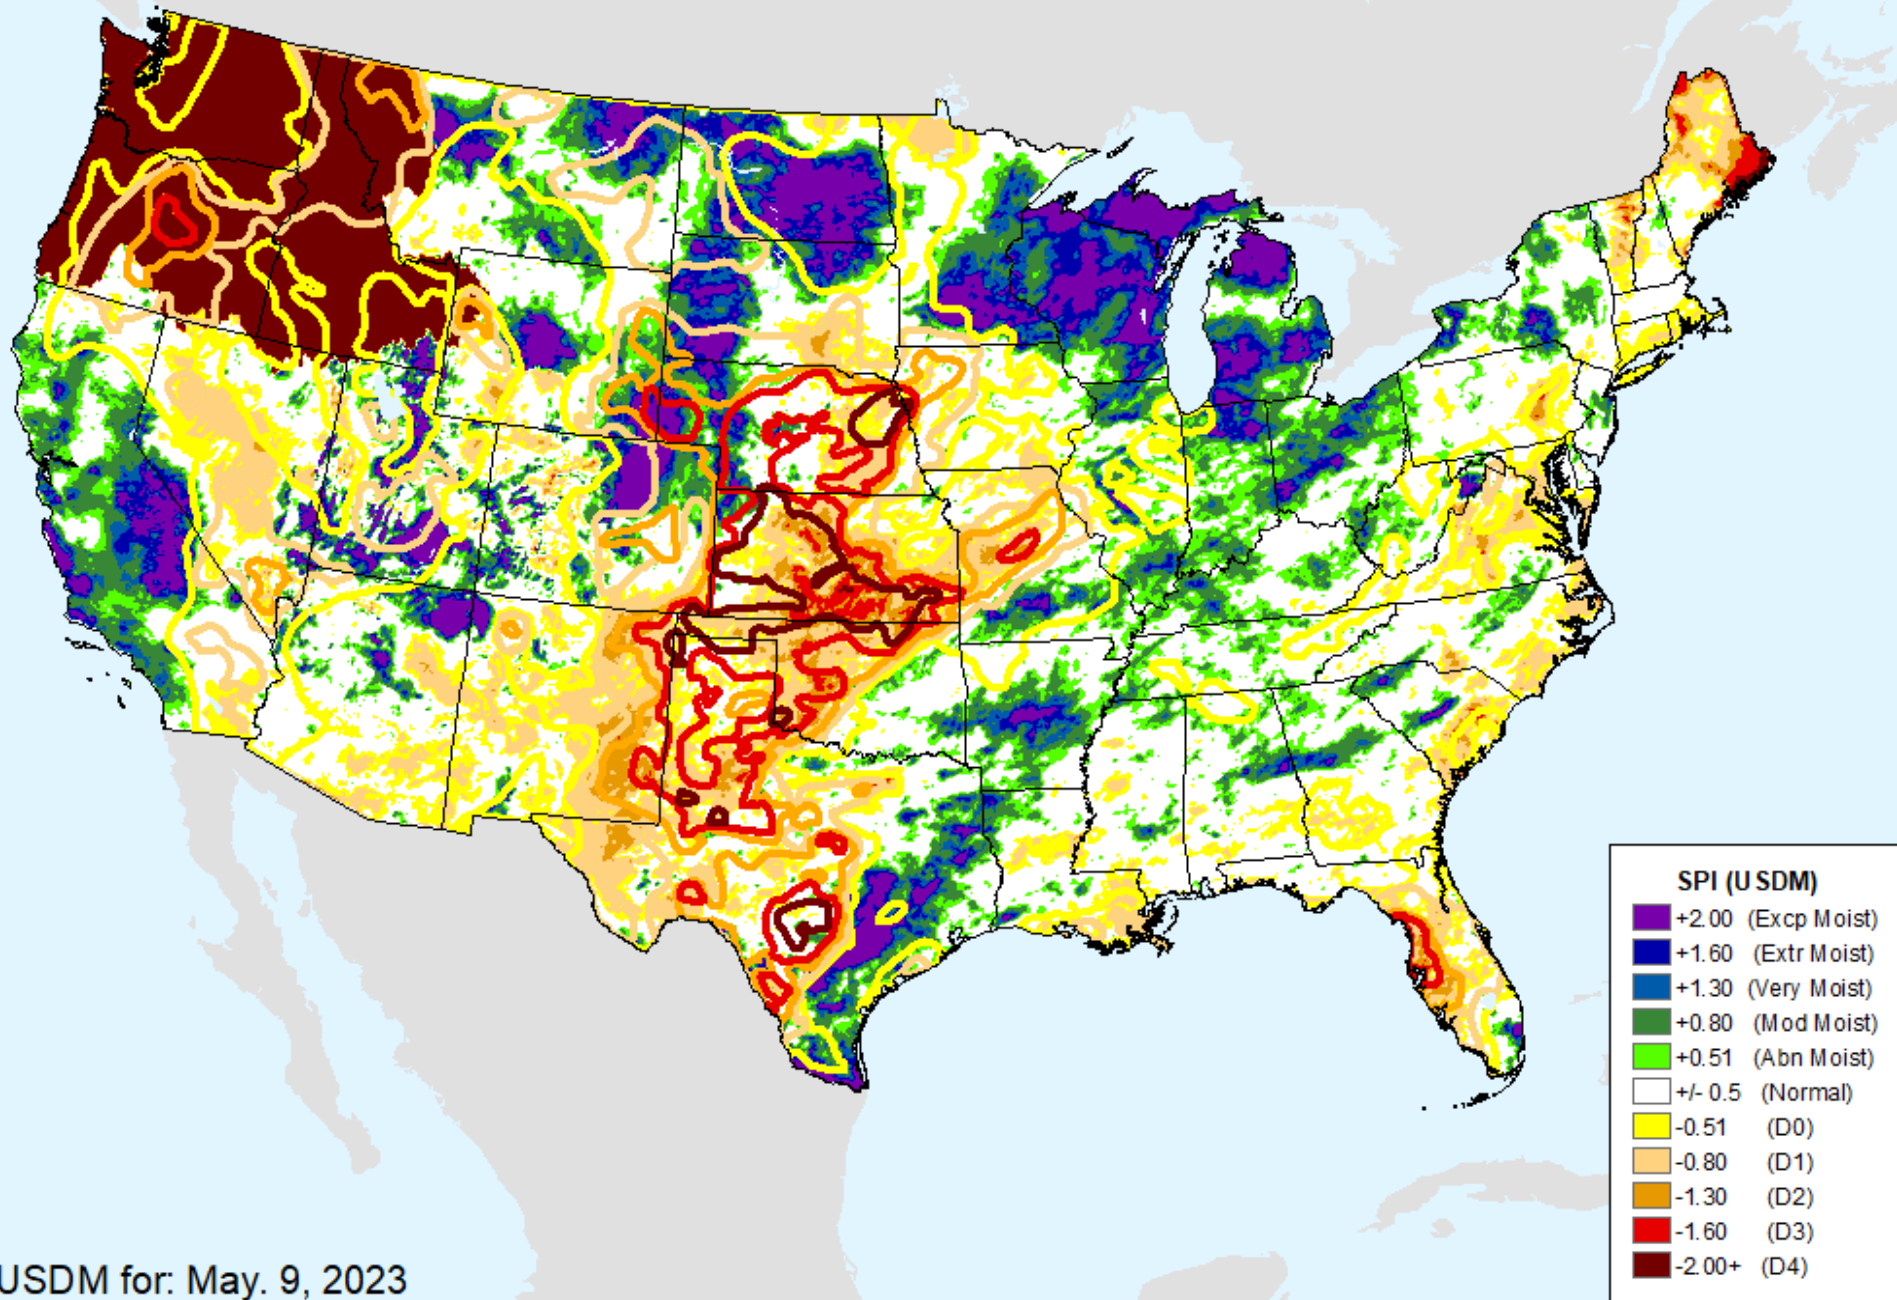 SPI (USDM)
+2.00 (Excp Moist)
+1.60 (Extr Moist)
+1.30 (Very Moist)
+0.80 (Mod Moist)
+0.51 (Abn Moist)
+/- 0.5 (Normal)
-0.51 (D0)
-0.80 (D1)
-1.30 (D2)
-1.60 (D3)
-2.00+ (D4)
USDM for: May. 9, 2023